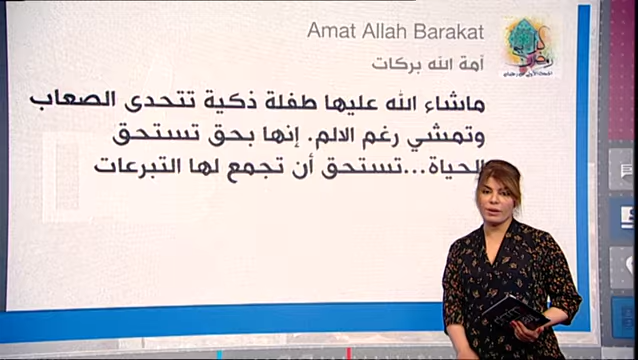 Amat Allah Barakat
آمة الله بركات
ماشاء الله عليها طفلة ذكية تتحدى الصعاب
وتمشي رغم الالم. إنها بحق تستحق
الحياة...تستحق أن تجمع لها التبرعات